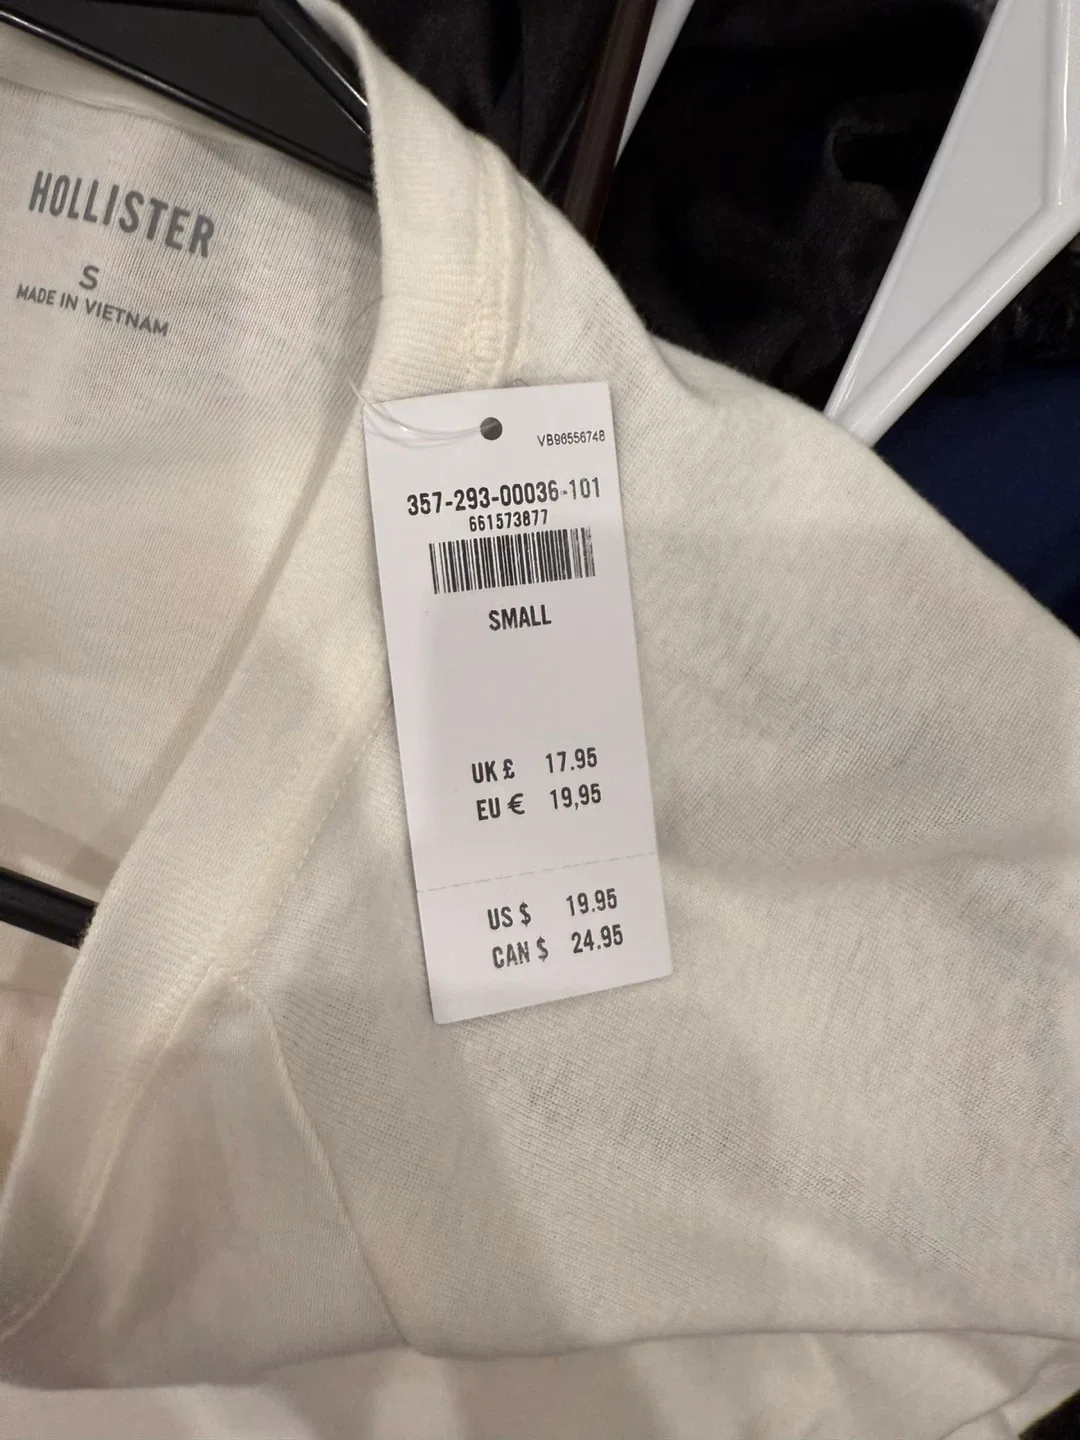 HOLLISTER
S
MADE IN VIETNAM
VB96556748
357-293-00036-101
661573877
SMALL
UK £ 17.95
EU € 19,95
US $ 19.95
CAN $ 24.95